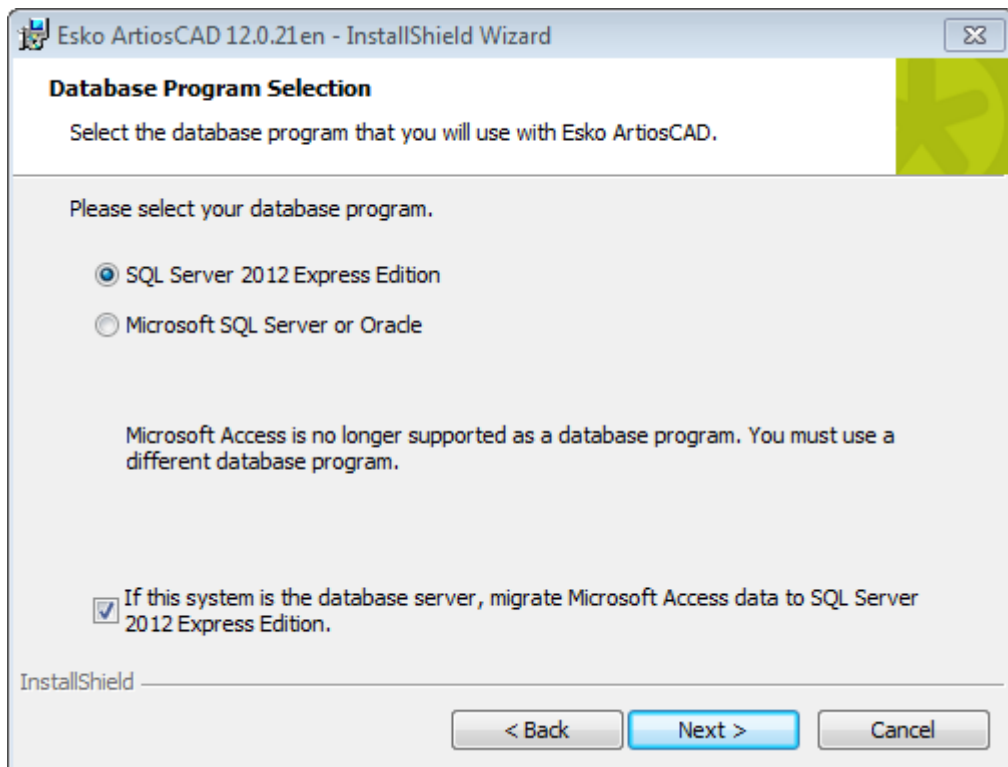 Esko ArtiosCAD 12.0.21en - InstallShield Wizard
Database Program Selection
Select the database program that you will use with Esko ArtiosCAD.
Please select your database program.
SQL Server 2012 Express Edition
Microsoft SQL Server or Oracle
Microsoft Access is no longer supported as a database program. You must use a
different database program.
If this system is the database server, migrate Microsoft Access data to SQL Server
2012 Express Edition.
InstallShield
< Back Next > Cancel